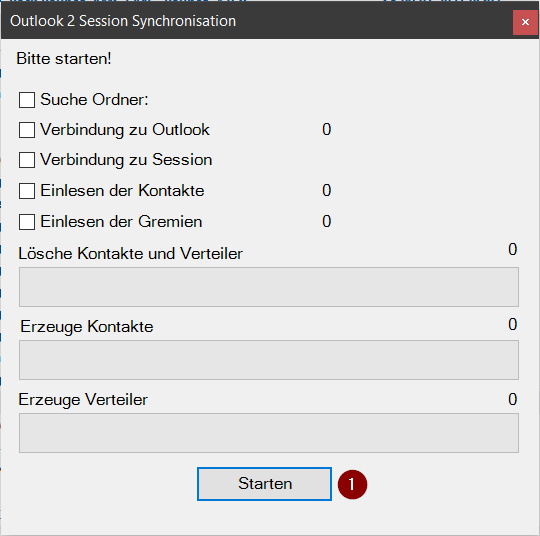 Outlook 2 Session Synchronisation
Bitte starten!
Suche Ordner:
Verbindung zu Outlook 0
Verbindung zu Session
Einlesen der Kontakte 0
Einlesen der Gremien 0
Lösche Kontakte und Verteiler 0
Erzeuge Kontakte 0
Erzeuge Verteiler 0
Starten 1